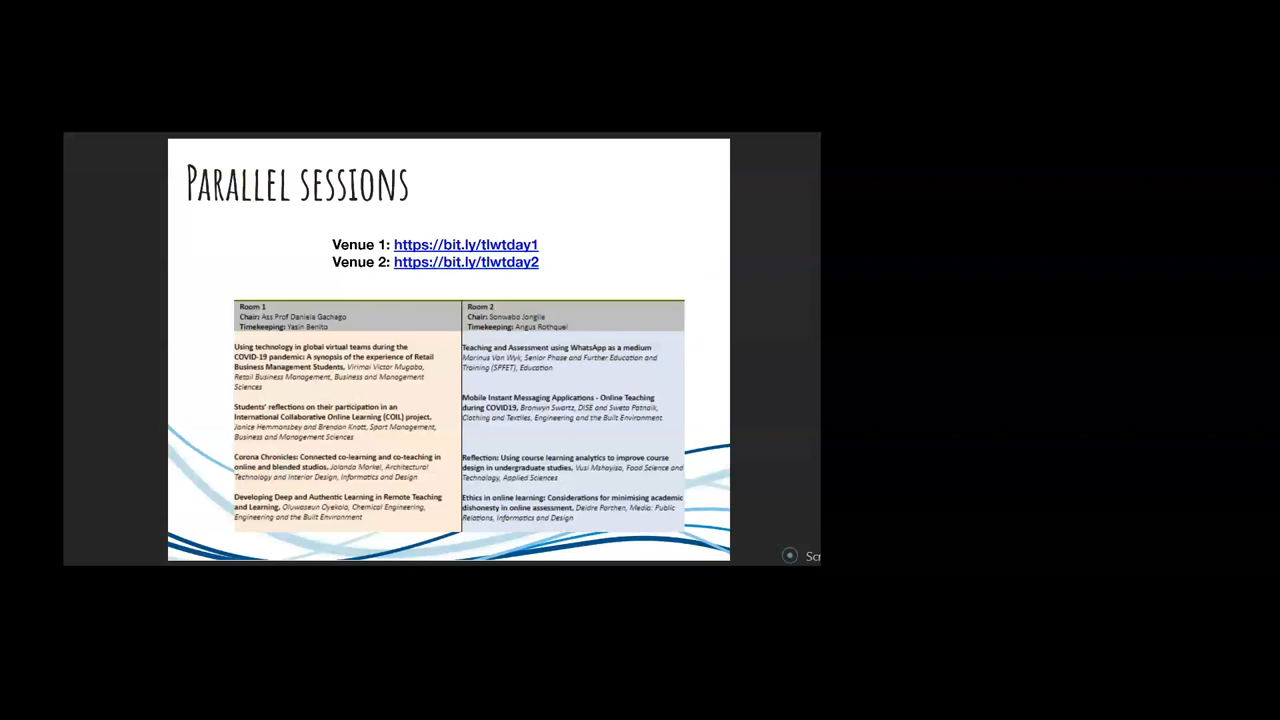 PARALLEL SESSIONS
Venue 1: https://bit.ly/tlwtday1
Venue 2: https://bit.ly/tlwtday2
Room 1
Chair: Ass Prof Daniela Gachago
Timekeeping: Yasin Benito
Using technology in global virtual teams during the
COVID-19 pandemic: A synopsis of the experience of Retail
Business Management Students, Virimai Victor Mugobo,
Retail Business Management, Business and Management
Sciences
Students' reflections on their participation in an
International Collaborative Online Learning (COIL) project,
Janice Hemmonsbey and Brendon Knott, Sport Management,
Business and Management Sciences
Corona Chronicles: Connected co-learning and co-teaching in
online and blended studios, Jolanda Morkel, Architectural
Technology and Interior Design, Informatics and Design
Developing Deep and Authentic Learning in Remote Teaching
and Learning, Oluwaseun Oyekola, Chemical Engineering,
Engineering and the Built Environment
Room 2
Chair: Sonwabo Jongile
Timekeeping: Angus Rothquel
Teaching and Assessment using WhatsApp as a medium
Marinus Van Wyk, Senior Phase and Further Education and
Training (SPFET), Education
Mobile Instant Messaging Applications - Online Teaching
during COVID19, Bronwyn Swartz, DISE and Sweta Patnaik,
Clothing and Textiles, Engineering and the Built Environment
Reflection: Using course learning analytics to improve course
design in undergraduate studies, Vusi Mshayisa, Food Science and
Technology, Applied Sciences
Ethics in online learning: Considerations for minimising academic
dishonesty in online assessment, Deidre Porthen, Media: Public
Relations, Informatics and Design